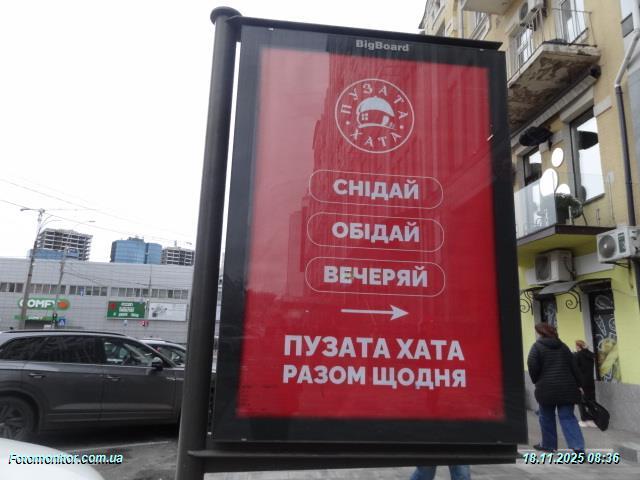 BigBoard
ПУЗАТА
ХАТА
СНІДАЙ
ОБІДАЙ
ВЕЧЕРЯЙ
ПУЗАТА ХАТА
РАЗОМ ЩОДНЯ
COMFY
Fotomonitor.com.ua
18.11.2025 08:36